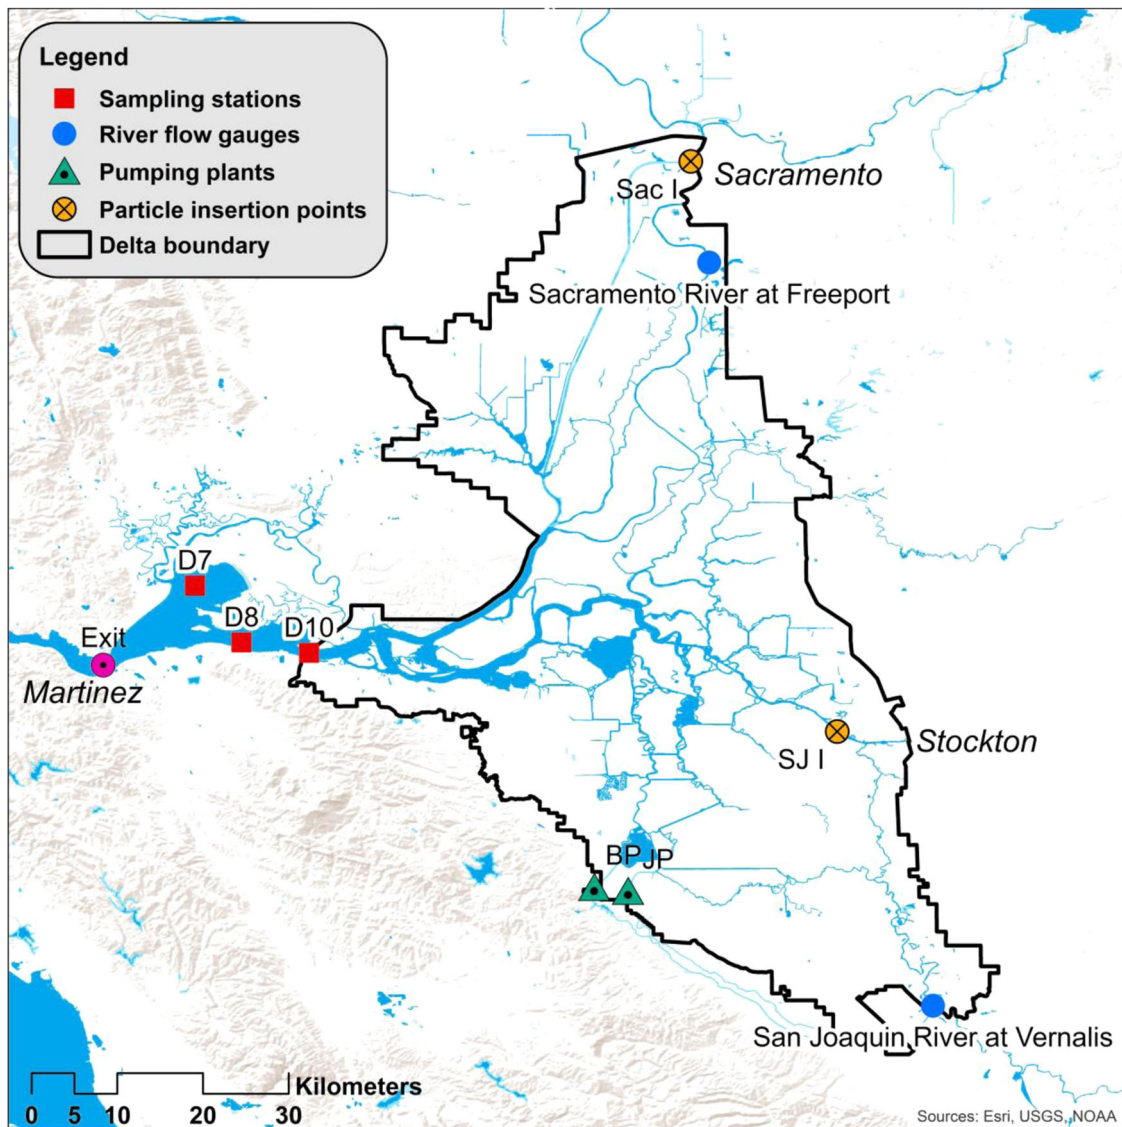 Legend
Sampling stations
River flow gauges
Pumping plants
Particle insertion points
Delta boundary
Sac I
Sacramento
Sacramento River at Freeport
D7
D8
D10
Exit
Martinez
SJ I
Stockton
BP
JP
San Joaquin River at Vernalis
Kilometers
0 5 10 20 30
Sources: Esri, USGS, NOAA